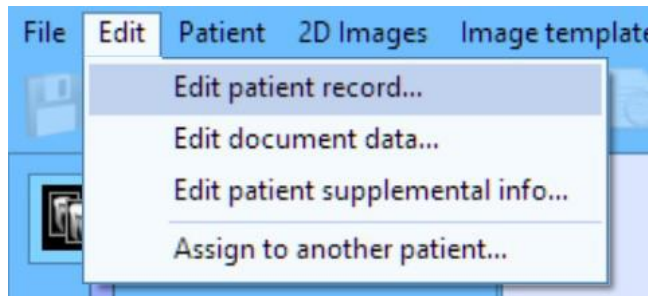 File Edit Patient 2D Images Image template
Edit patient record...
Edit document data...
Edit patient supplemental info...
Assign to another patient...